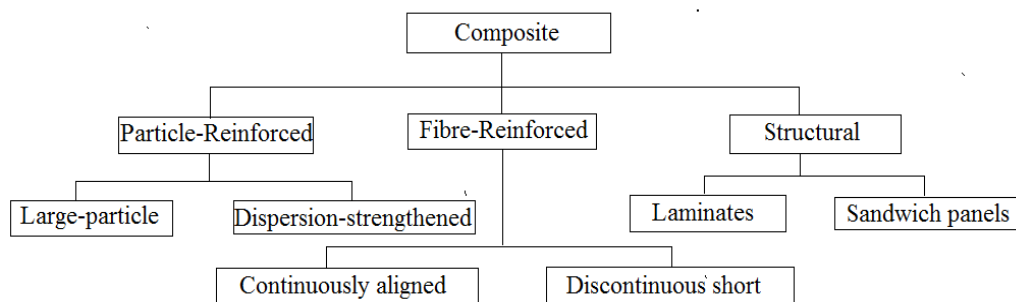 Composite
Particle-Reinforced
Fibre-Reinforced
Structural
Large-particle
Dispersion-strengthened
Laminates
Sandwich panels
Continuously aligned
Discontinuous short